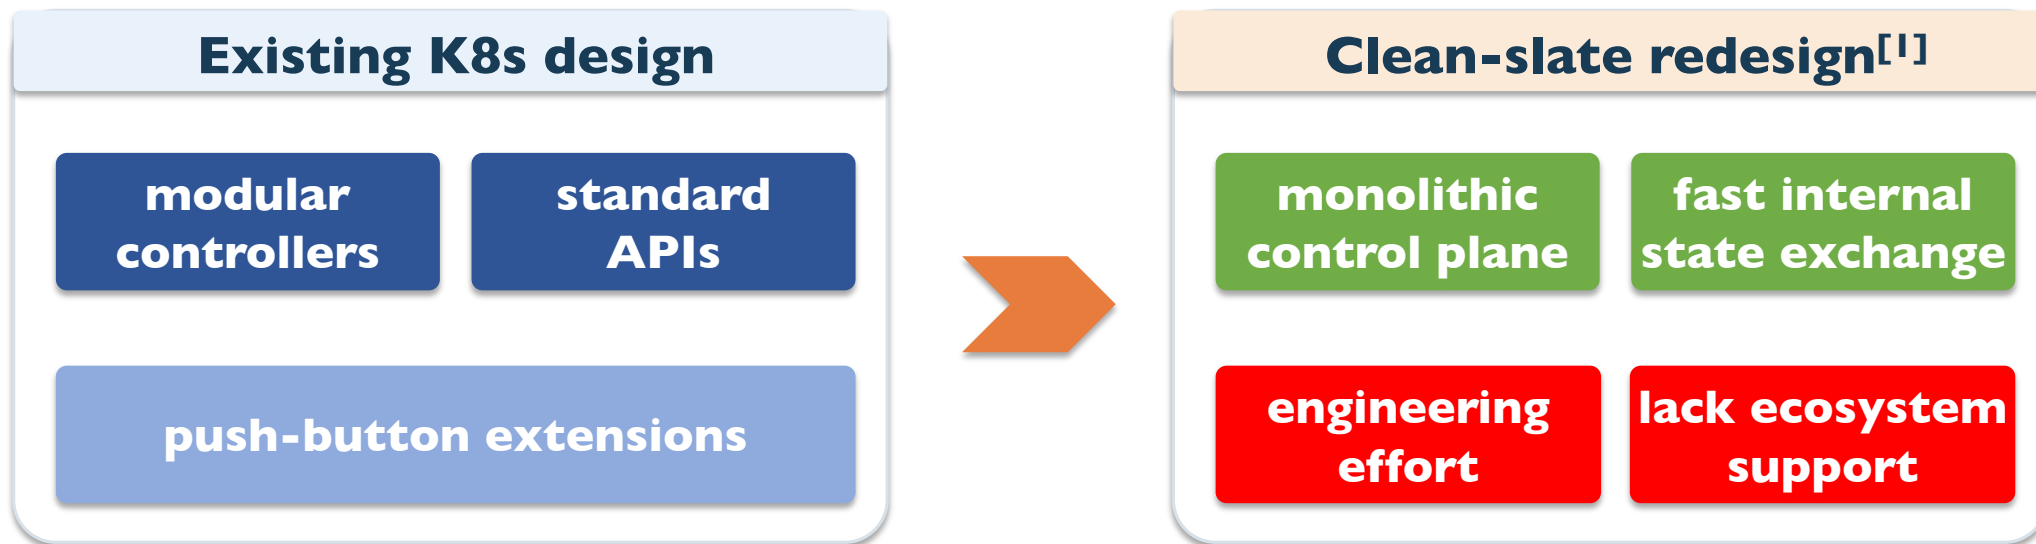 Existing K8s design
modular
controllers
standard
APIs
push-button extensions
Clean-slate redesign[1]
monolithic
control plane
fast internal
state exchange
engineering
effort
lack ecosystem
support